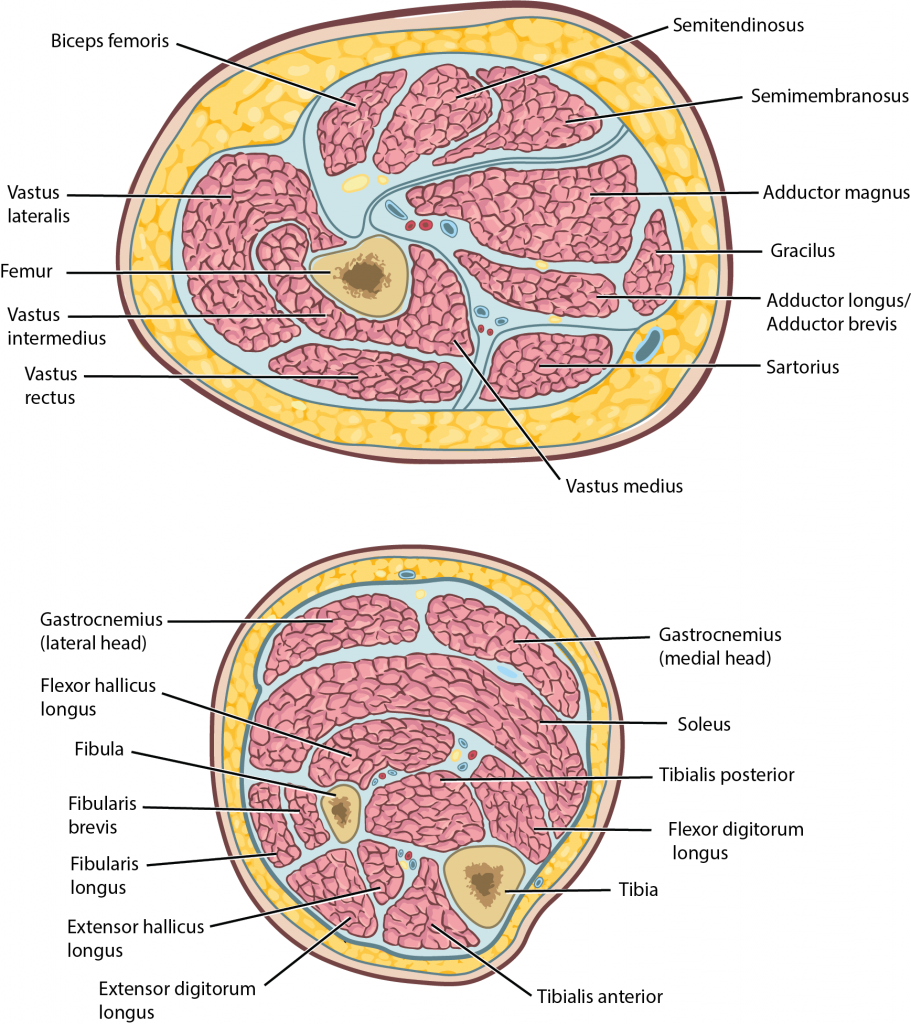 Biceps femoris
Semitendinosus
Semimembranosus
Vastus
lateralis
Adductor magnus
Gracilus
Femur
Adductor longus/
Adductor brevis
Vastus
intermedius
Sartorius
Vastus
rectus
Vastus medius
Gastrocnemius
(lateral head)
Gastrocnemius
(medial head)
Flexor hallicus
longus
Soleus
Fibula
Tibialis posterior
Fibularis
brevis
Flexor digitorum
longus
Fibularis
longus
Tibia
Extensor hallicus
longus
Extensor digitorum
longus
Tibialis anterior